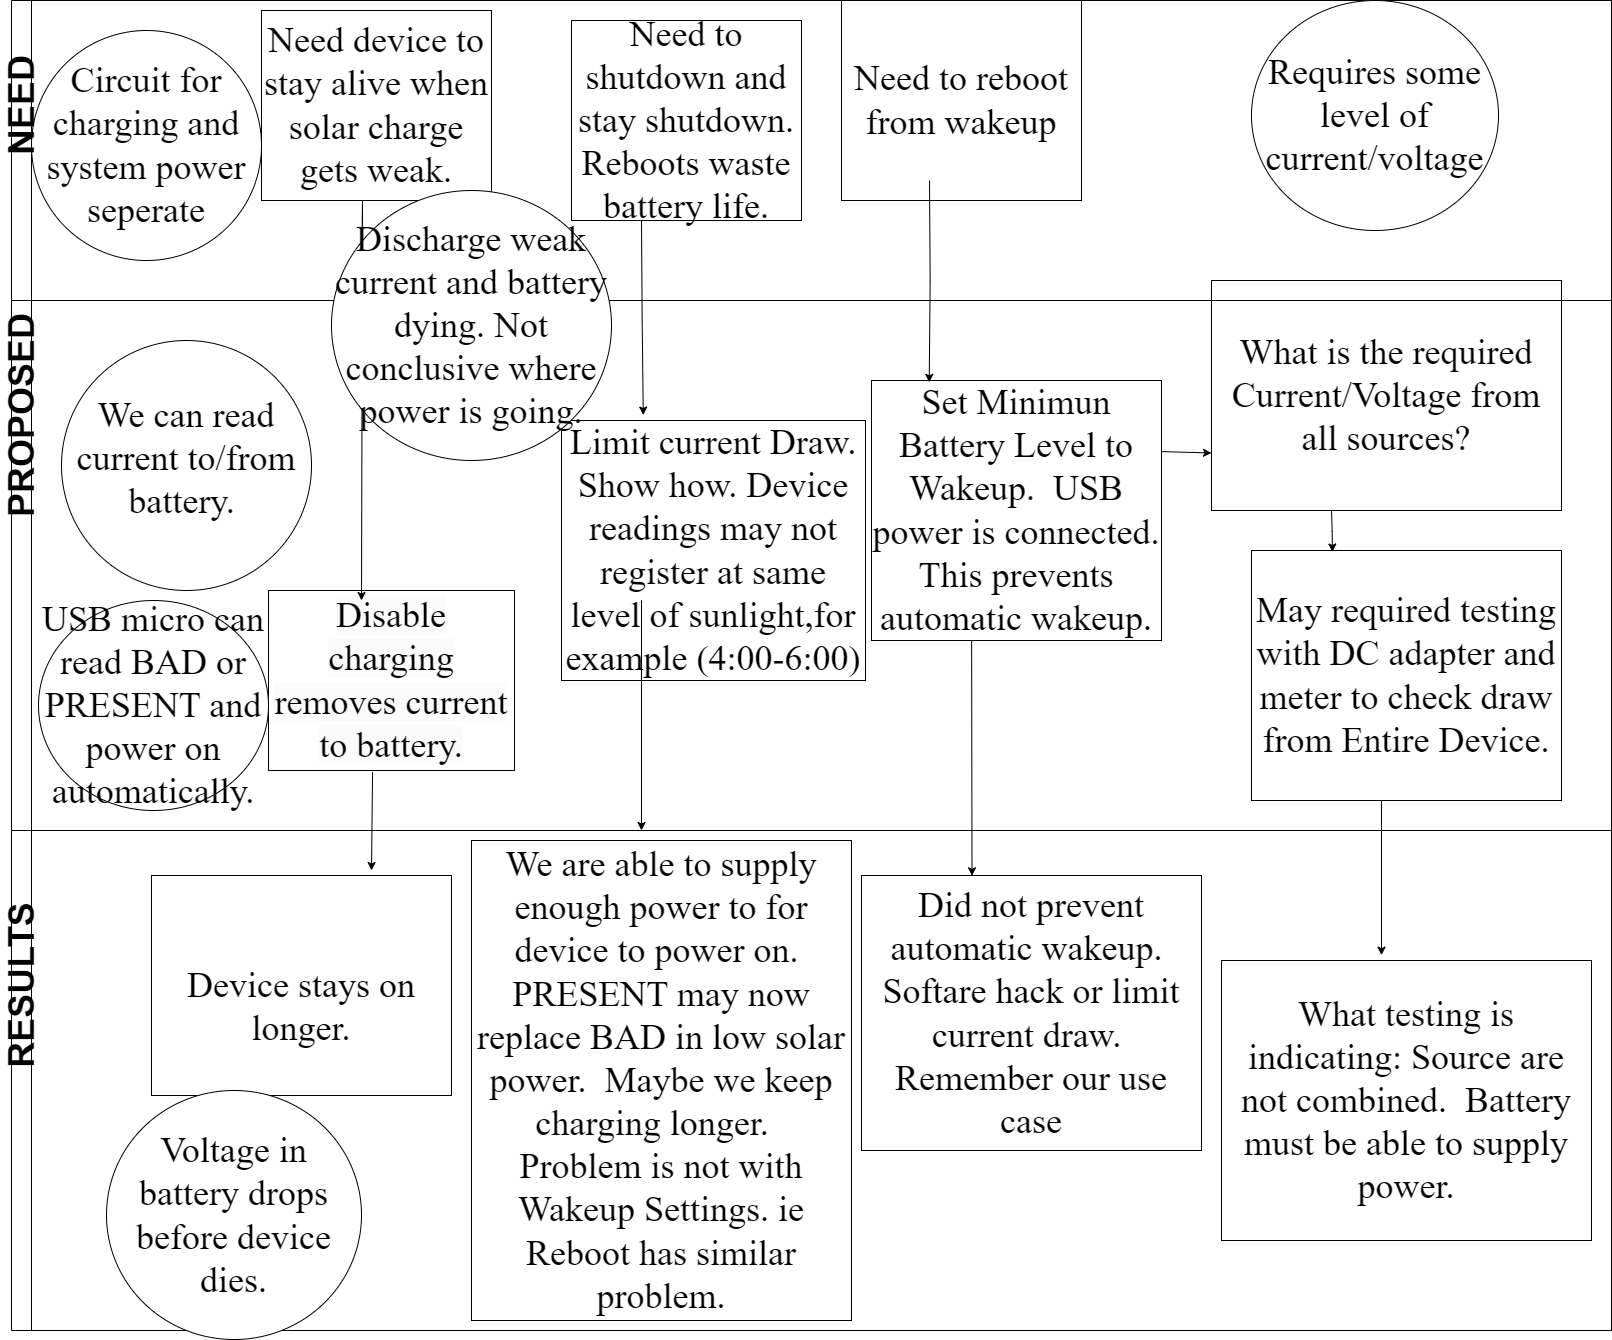 NEED
Circuit for
charging and
system power
seperate
Need device to
stay alive when
solar charge
gets weak.
Need to
shutdown and
stay shutdown.
Reboots waste
battery life.
Need to reboot
from wakeup
Requires some
level of
current/voltage
Discharge weak
current and battery
dying. Not
conclusive where
power is going.
PROPOSED
We can read
current to/from
battery.
USB micro can
read BAD or
PRESENT and
power on
automatically.
Disable
charging
removes current
to battery.
Limit current Draw.
Show how. Device
readings may not
register at same
level of sunlight,for
example (4:00-6:00)
Set Minimun
Battery Level to
Wakeup.  USB
power is connected.
This prevents
automatic wakeup.
What is the required
Current/Voltage from
all sources?
May required testing
with DC adapter and
meter to check draw
from Entire Device.
RESULTS
Device stays on
longer.
Voltage in
battery drops
before device
dies.
We are able to supply
enough power to for
device to power on.
PRESENT may now
replace BAD in low solar
power.  Maybe we keep
charging longer.
Problem is not with
Wakeup Settings. ie
Reboot has similar
problem.
Did not prevent
automatic wakeup.
Softare hack or limit
current draw.
Remember our use
case
What testing is
indicating: Source are
not combined.  Battery
must be able to supply
power.